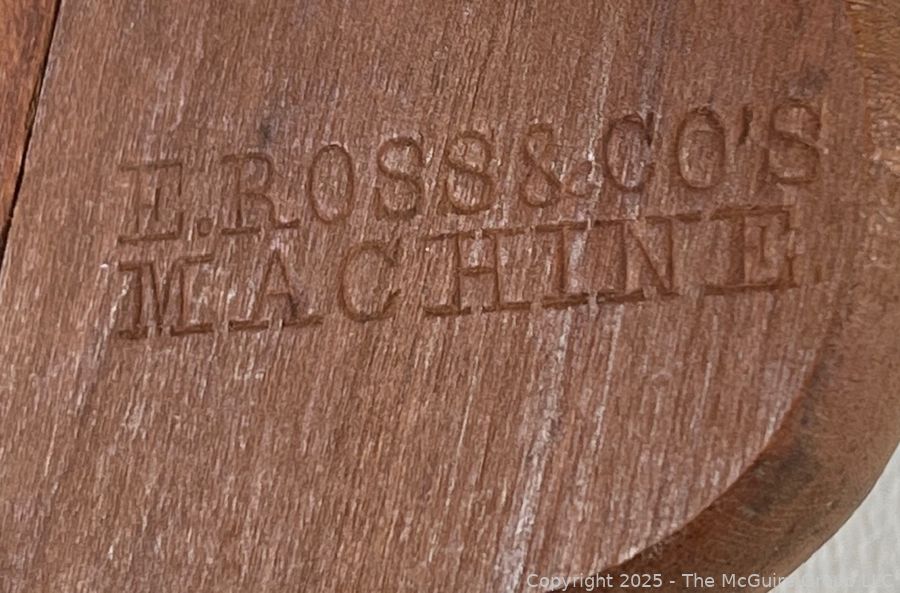 E.ROSS&CO'S
MACHINE.
Copyright 2025 - The McGuire Group LLC